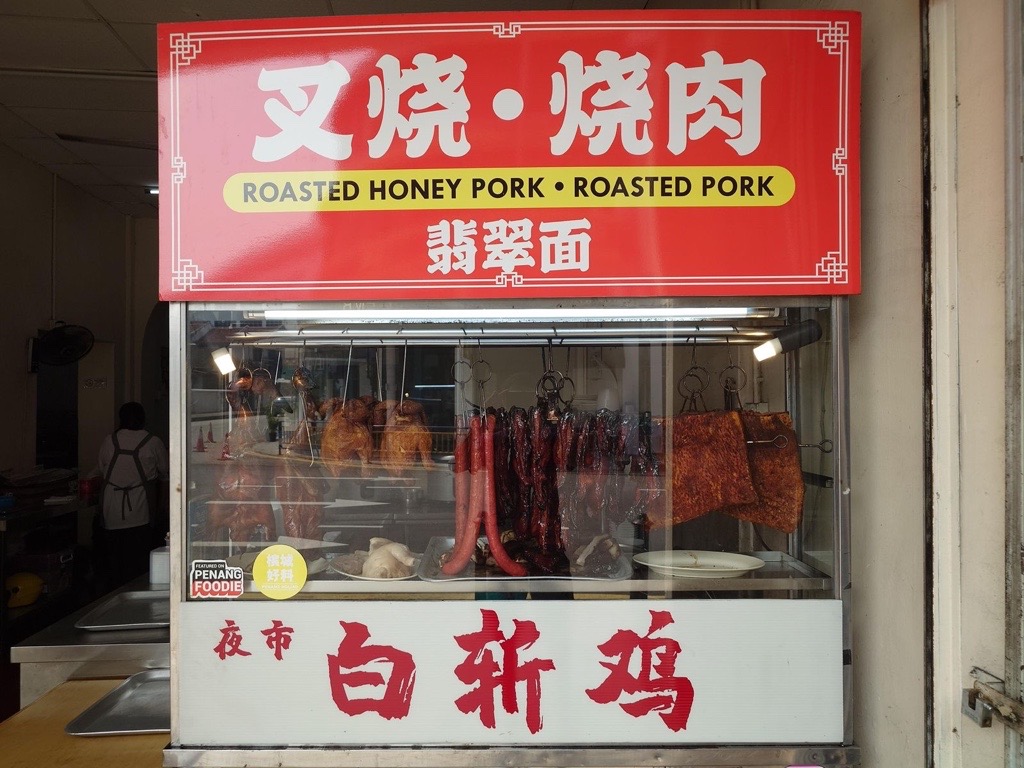 叉烧·烧肉
ROASTED HONEY PORK • ROASTED PORK
翡翠面
FEATURED ON
PENANG
FOODIE
槟城
好料
夜市 白斩鸡